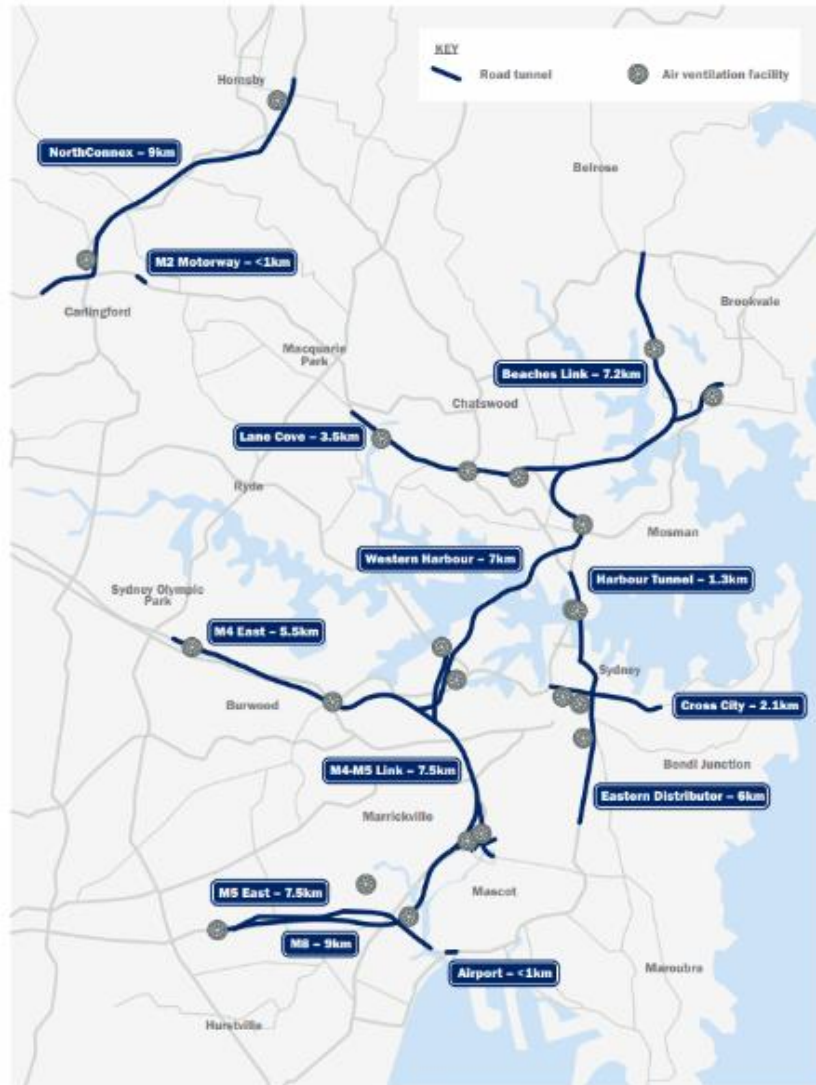 KEY
Road tunnel
Air ventilation facility
Hornsby
NorthConnex – 9km
Belrose
M2 Motorway – <1km
Carlingford
Brookvale
Macquarie
Park
Beaches Link – 7.2km
Chatswood
Lane Cove – 3.5km
Ryde
Mosman
Western Harbour – 7km
Harbour Tunnel – 1.3km
Sydney Olympic
Park
M4 East – 5.5km
Sydney
Burwood
Cross City – 2.1km
M4-M5 Link – 7.5km
Bondi Junction
Eastern Distributor – 6km
Marrickville
M5 East – 7.5km
Mascot
M8 – 9km
Airport – <1km
Maroubra
Hurstville